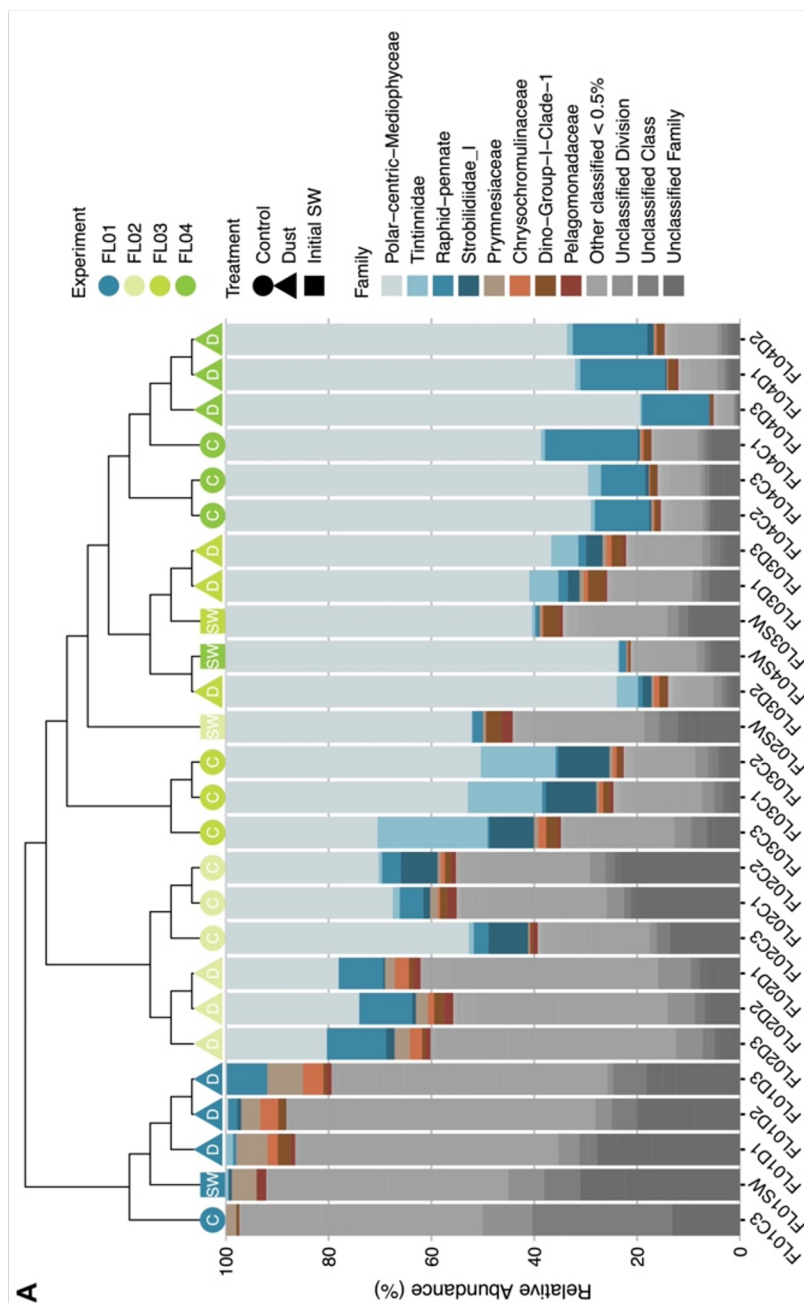 A
Experiment
FL01
FL02
FL03
FL04
Treatment
Control
Dust
Initial SW
Family
Polar-centric-Mediophyceae
Tintinnidae
Raphid-pennate
Strobilidiidae_I
Prymnesiaceae
Chrysochromulinaceae
Dino-Group-I-Clade-1
Pelagomonadaceae
Other classified < 0.5%
Unclassified Division
Unclassified Class
Unclassified Family
C SW D D D D D D C C C C C C SW D SW SW D D C C C D D D
Relative Abundance (%)
100
80
60
40
20
0
FL01C3 FL01SW FL01D1 FL01D2 FL01D3 FL02D3 FL02D2 FL02D1 FL02C3 FL02C1 FL02C2 FL03C3 FL03C1 FL03C2 FL02SW FL03D2 FL04SW FL03SW FL03D1 FL03D3 FL04C2 FL04C3 FL04C1 FL04D3 FL04D1 FL04D2